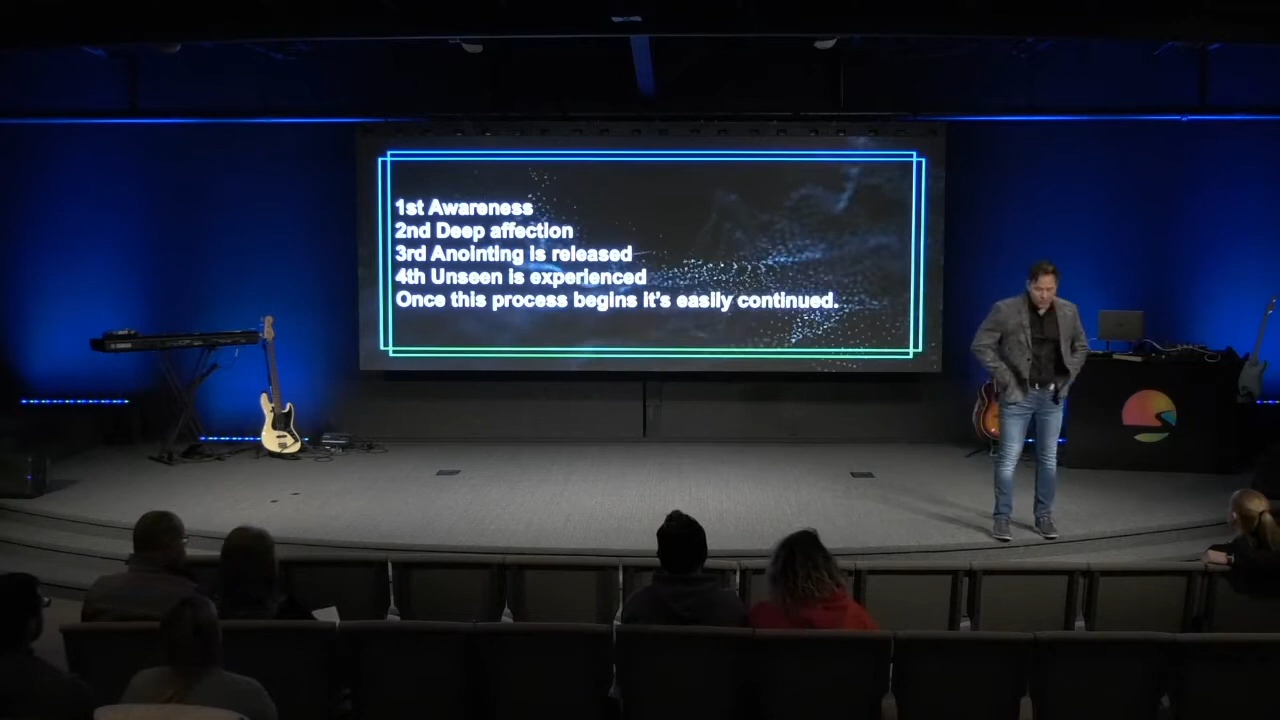 1st Awareness
2nd Deep affection
3rd Anointing is released
4th Unseen is experienced
Once this process begins it's easily continued.